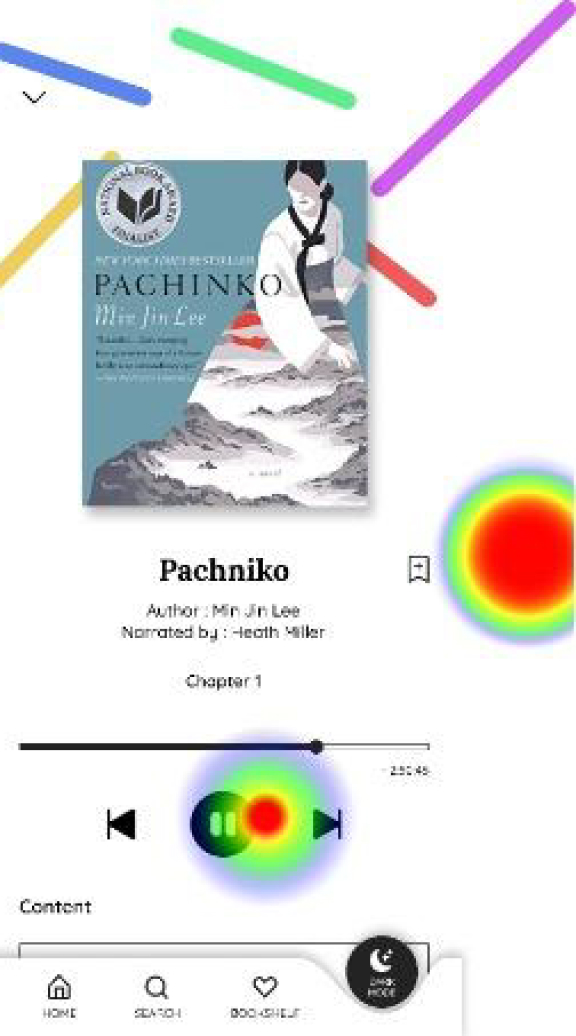 NATIONAL BOOK AWARD
FINALIST
NEW YORK TIMES BESTSELLER
PACHINKO
Min Jin Lee
a novel
Pachniko
Author : Min Jin Lee
Narrated by : Heath Miller
Chapter 1
Content
DARK
MODE
HOME
SEARCH
BOOKSHELF